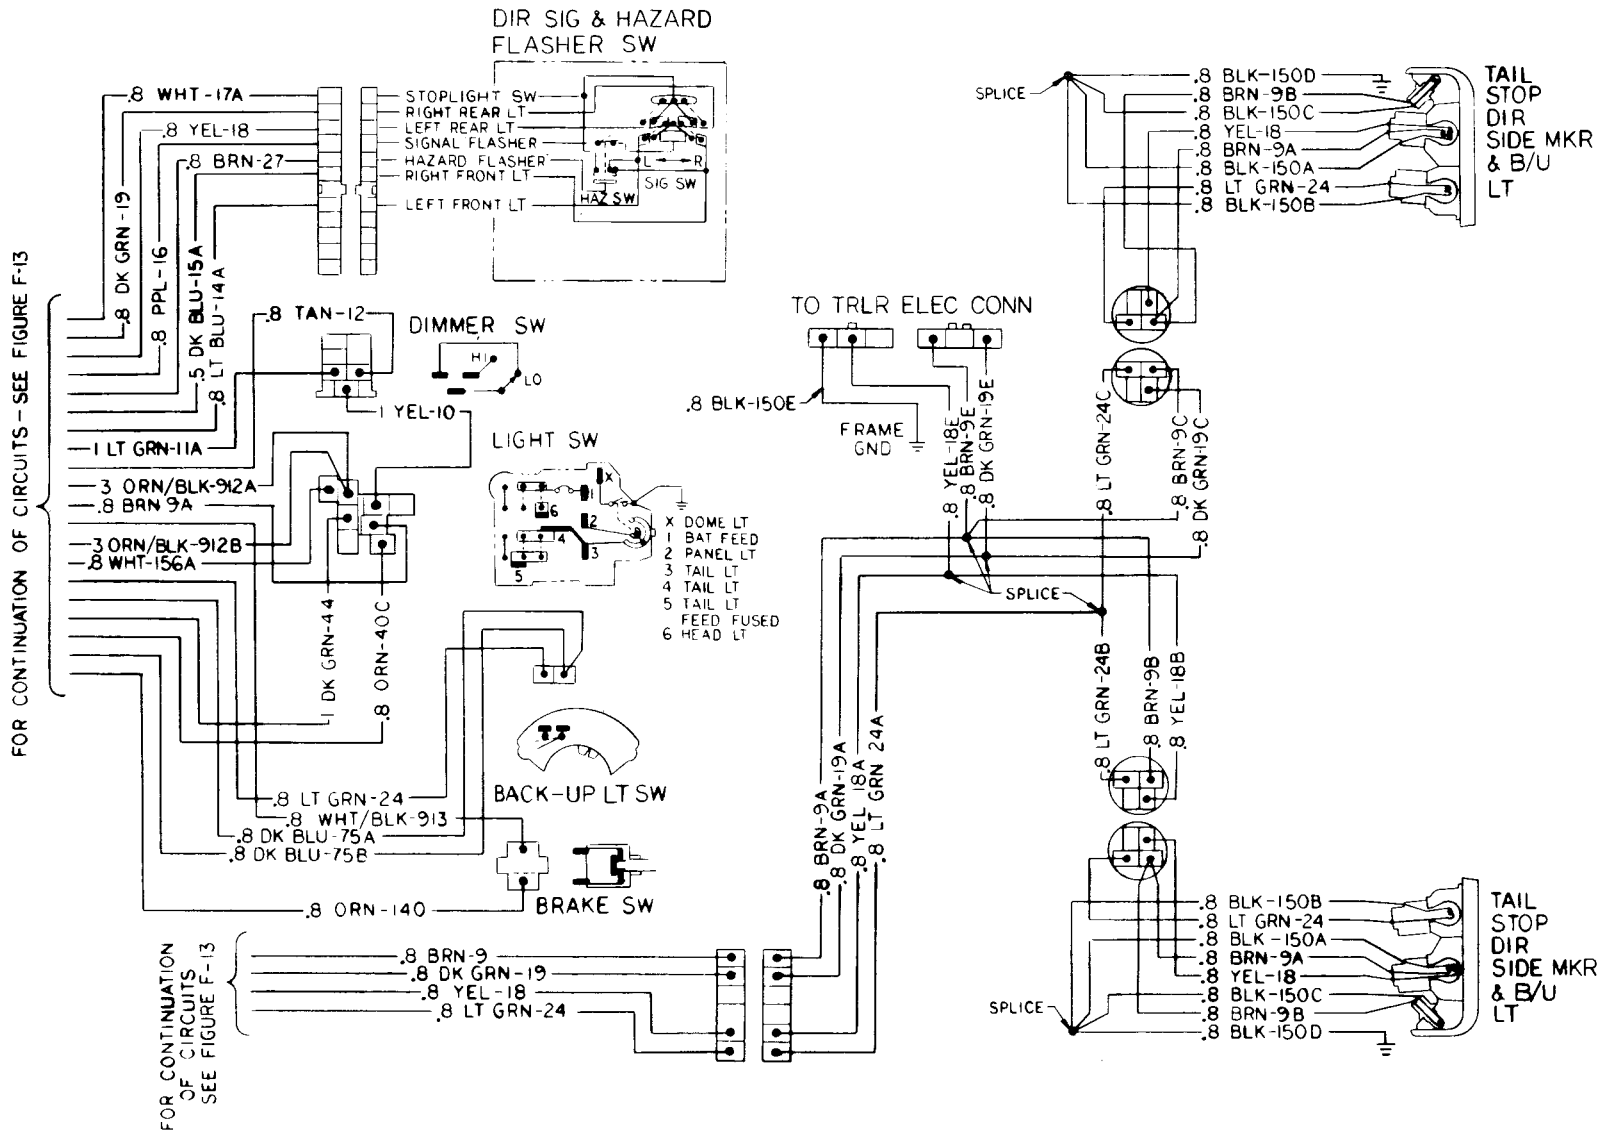 DIR SIG & HAZARD
FLASHER SW
.8 WHT-17A
.8 YEL-18
.8 BRN-27
STOPLIGHT SW
RIGHT REAR LT
LEFT REAR LT
SIGNAL FLASHER
HAZARD FLASHER
RIGHT FRONT LT
LEFT FRONT LT
L
R
SIG SW
HAZ SW
.8 DK GRN-19
.8 PPL-16
.5 DK BLU-15A
.8 LT BLU-14A
FOR CONTINUATION OF CIRCUITS-SEE FIGURE F-13
.8 TAN-12
DIMMER SW
HI
LO
1 YEL-10
1 LT GRN-11A
3 ORN/BLK-912A
.8 BRN 9A
3 ORN/BLK-912B
.8 WHT-156A
1 DK GRN-44
.8 ORN-40C
LIGHT SW
X
1
2
3
4
5
6
X DOME LT
1 BAT FEED
2 PANEL LT
3 TAIL LT
4 TAIL LT
5 TAIL LT
FEED FUSED
6 HEAD LT
BACK-UP LT SW
.8 LT GRN-24
.8 WHT/BLK-913
.8 DK BLU-75A
.8 DK BLU-75B
BRAKE SW
.8 ORN-140
FOR CONTINUATION
OF CIRCUITS
SEE FIGURE F-13
.8 BRN-9
.8 DK GRN-19
.8 YEL-18
.8 LT GRN-24
TO TRLR ELEC CONN
.8 BLK-150E
FRAME
GND
.8 YEL-18E
.8 BRN-9E
.8 DK GRN-19E
.8 LT GRN-24C
.8 BRN-9C
.8 DK GRN-19C
SPLICE
.8 LT GRN-24B
.8 BRN-9B
.8 YEL-18B
.8 BRN-9A
.8 DK GRN-19A
.8 YEL 18A
.8 LT GRN 24A
SPLICE
.8 BLK-150D
.8 BRN-9B
.8 BLK-150C
.8 YEL-18
.8 BRN-9A
.8 BLK-150A
.8 LT GRN-24
.8 BLK-150B
TAIL
STOP
DIR
SIDE MKR
& B/U
LT
.8 BLK-150B
.8 LT GRN-24
.8 BLK-150A
.8 BRN-9A
.8 YEL-18
.8 BLK-150C
.8 BRN-9B
.8 BLK-150D
SPLICE
TAIL
STOP
DIR
SIDE MKR
& B/U
LT